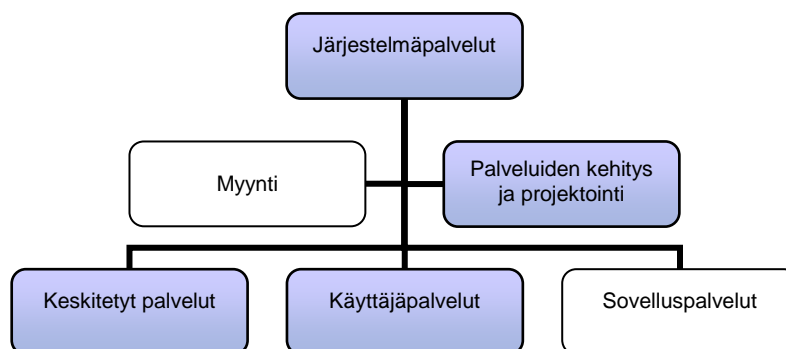 Järjestelmäpalvelut
Myynti
Palveluiden kehitys
ja projektointi
Keskitetyt palvelut
Käyttäjäpalvelut
Sovelluspalvelut